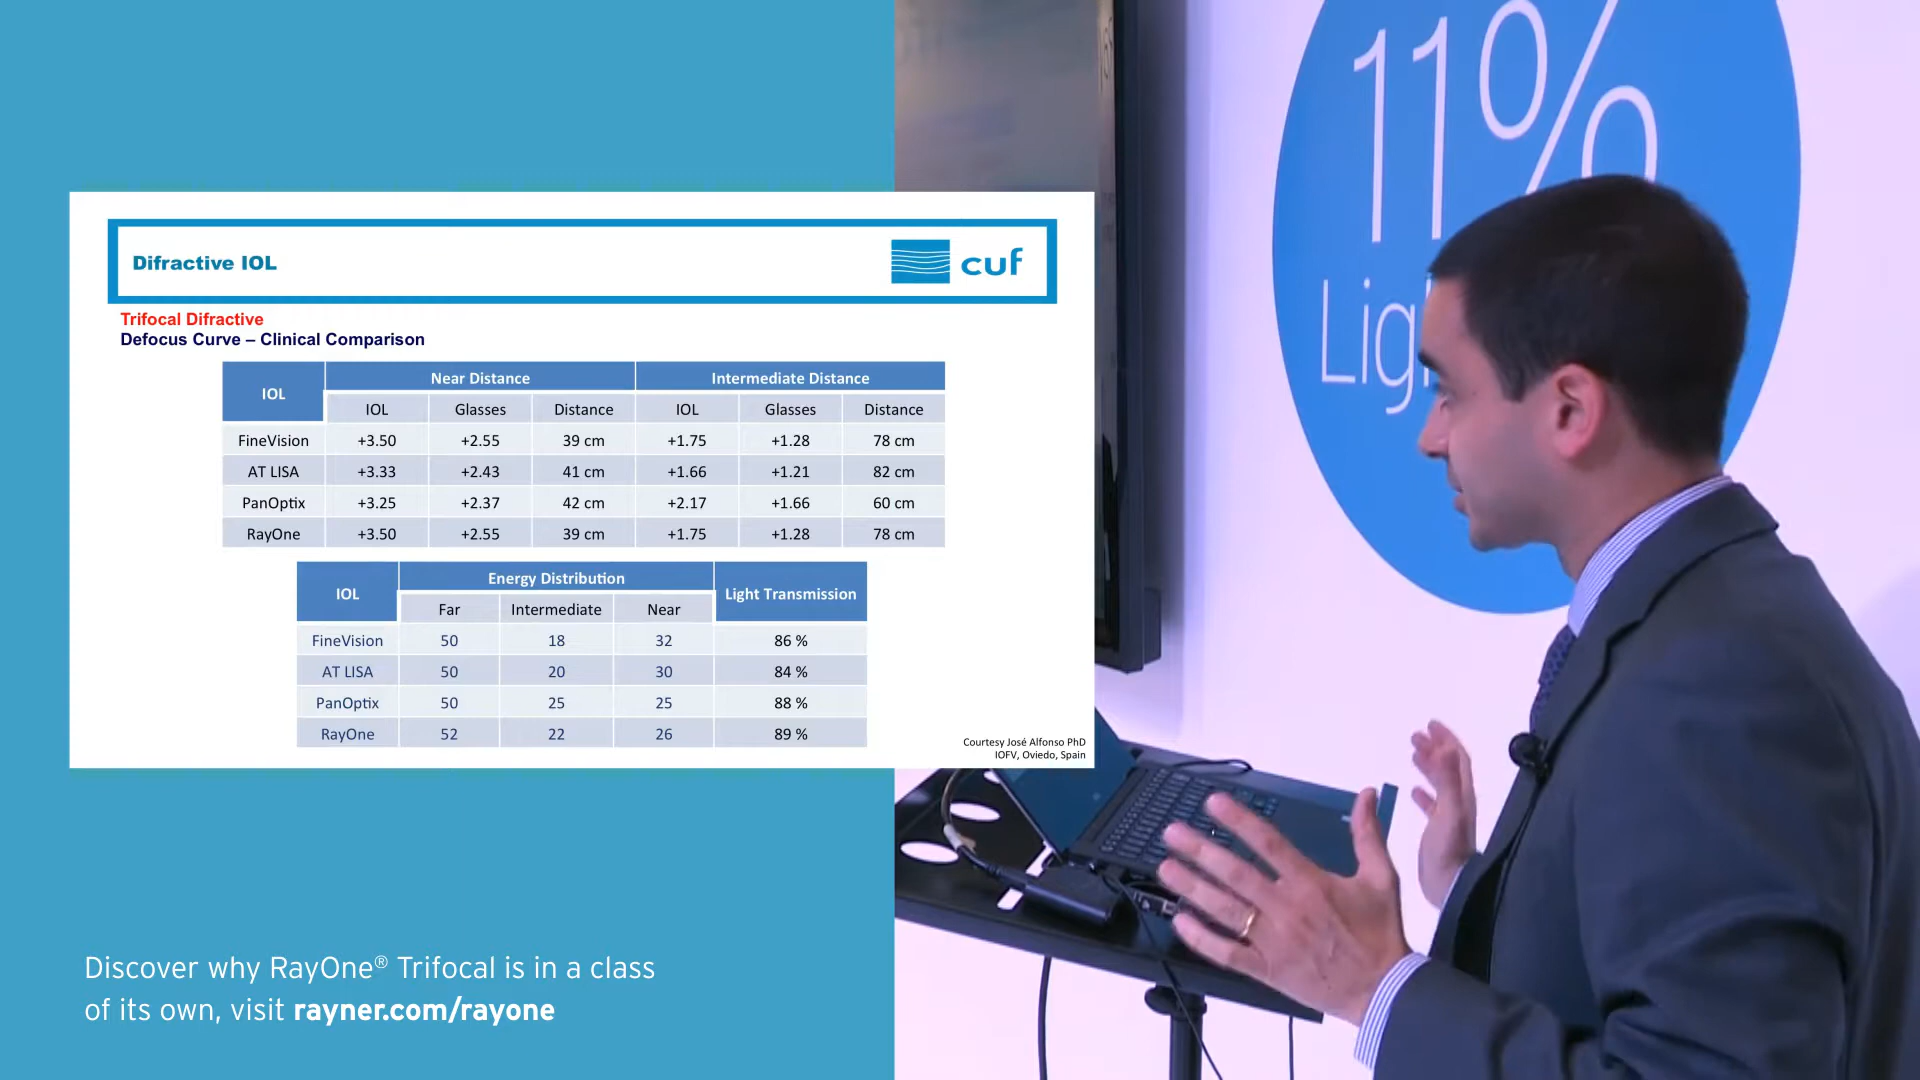 11%
Lig
Difractive IOL
cuf
Trifocal Difractive
Defocus Curve – Clinical Comparison
IOL Near Distance Intermediate Distance
IOL Glasses Distance IOL Glasses Distance
FineVision +3.50 +2.55 39 cm +1.75 +1.28 78 cm
AT LISA +3.33 +2.43 41 cm +1.66 +1.21 82 cm
PanOptix +3.25 +2.37 42 cm +2.17 +1.66 60 cm
RayOne +3.50 +2.55 39 cm +1.75 +1.28 78 cm
IOL Energy Distribution Light Transmission
Far Intermediate Near
FineVision 50 18 32 86 %
AT LISA 50 20 30 84 %
PanOptix 50 25 25 88 %
RayOne 52 22 26 89 %
Courtesy José Alfonso PhD
IOFV, Oviedo, Spain
Discover why RayOne® Trifocal is in a class
of its own, visit rayner.com/rayone